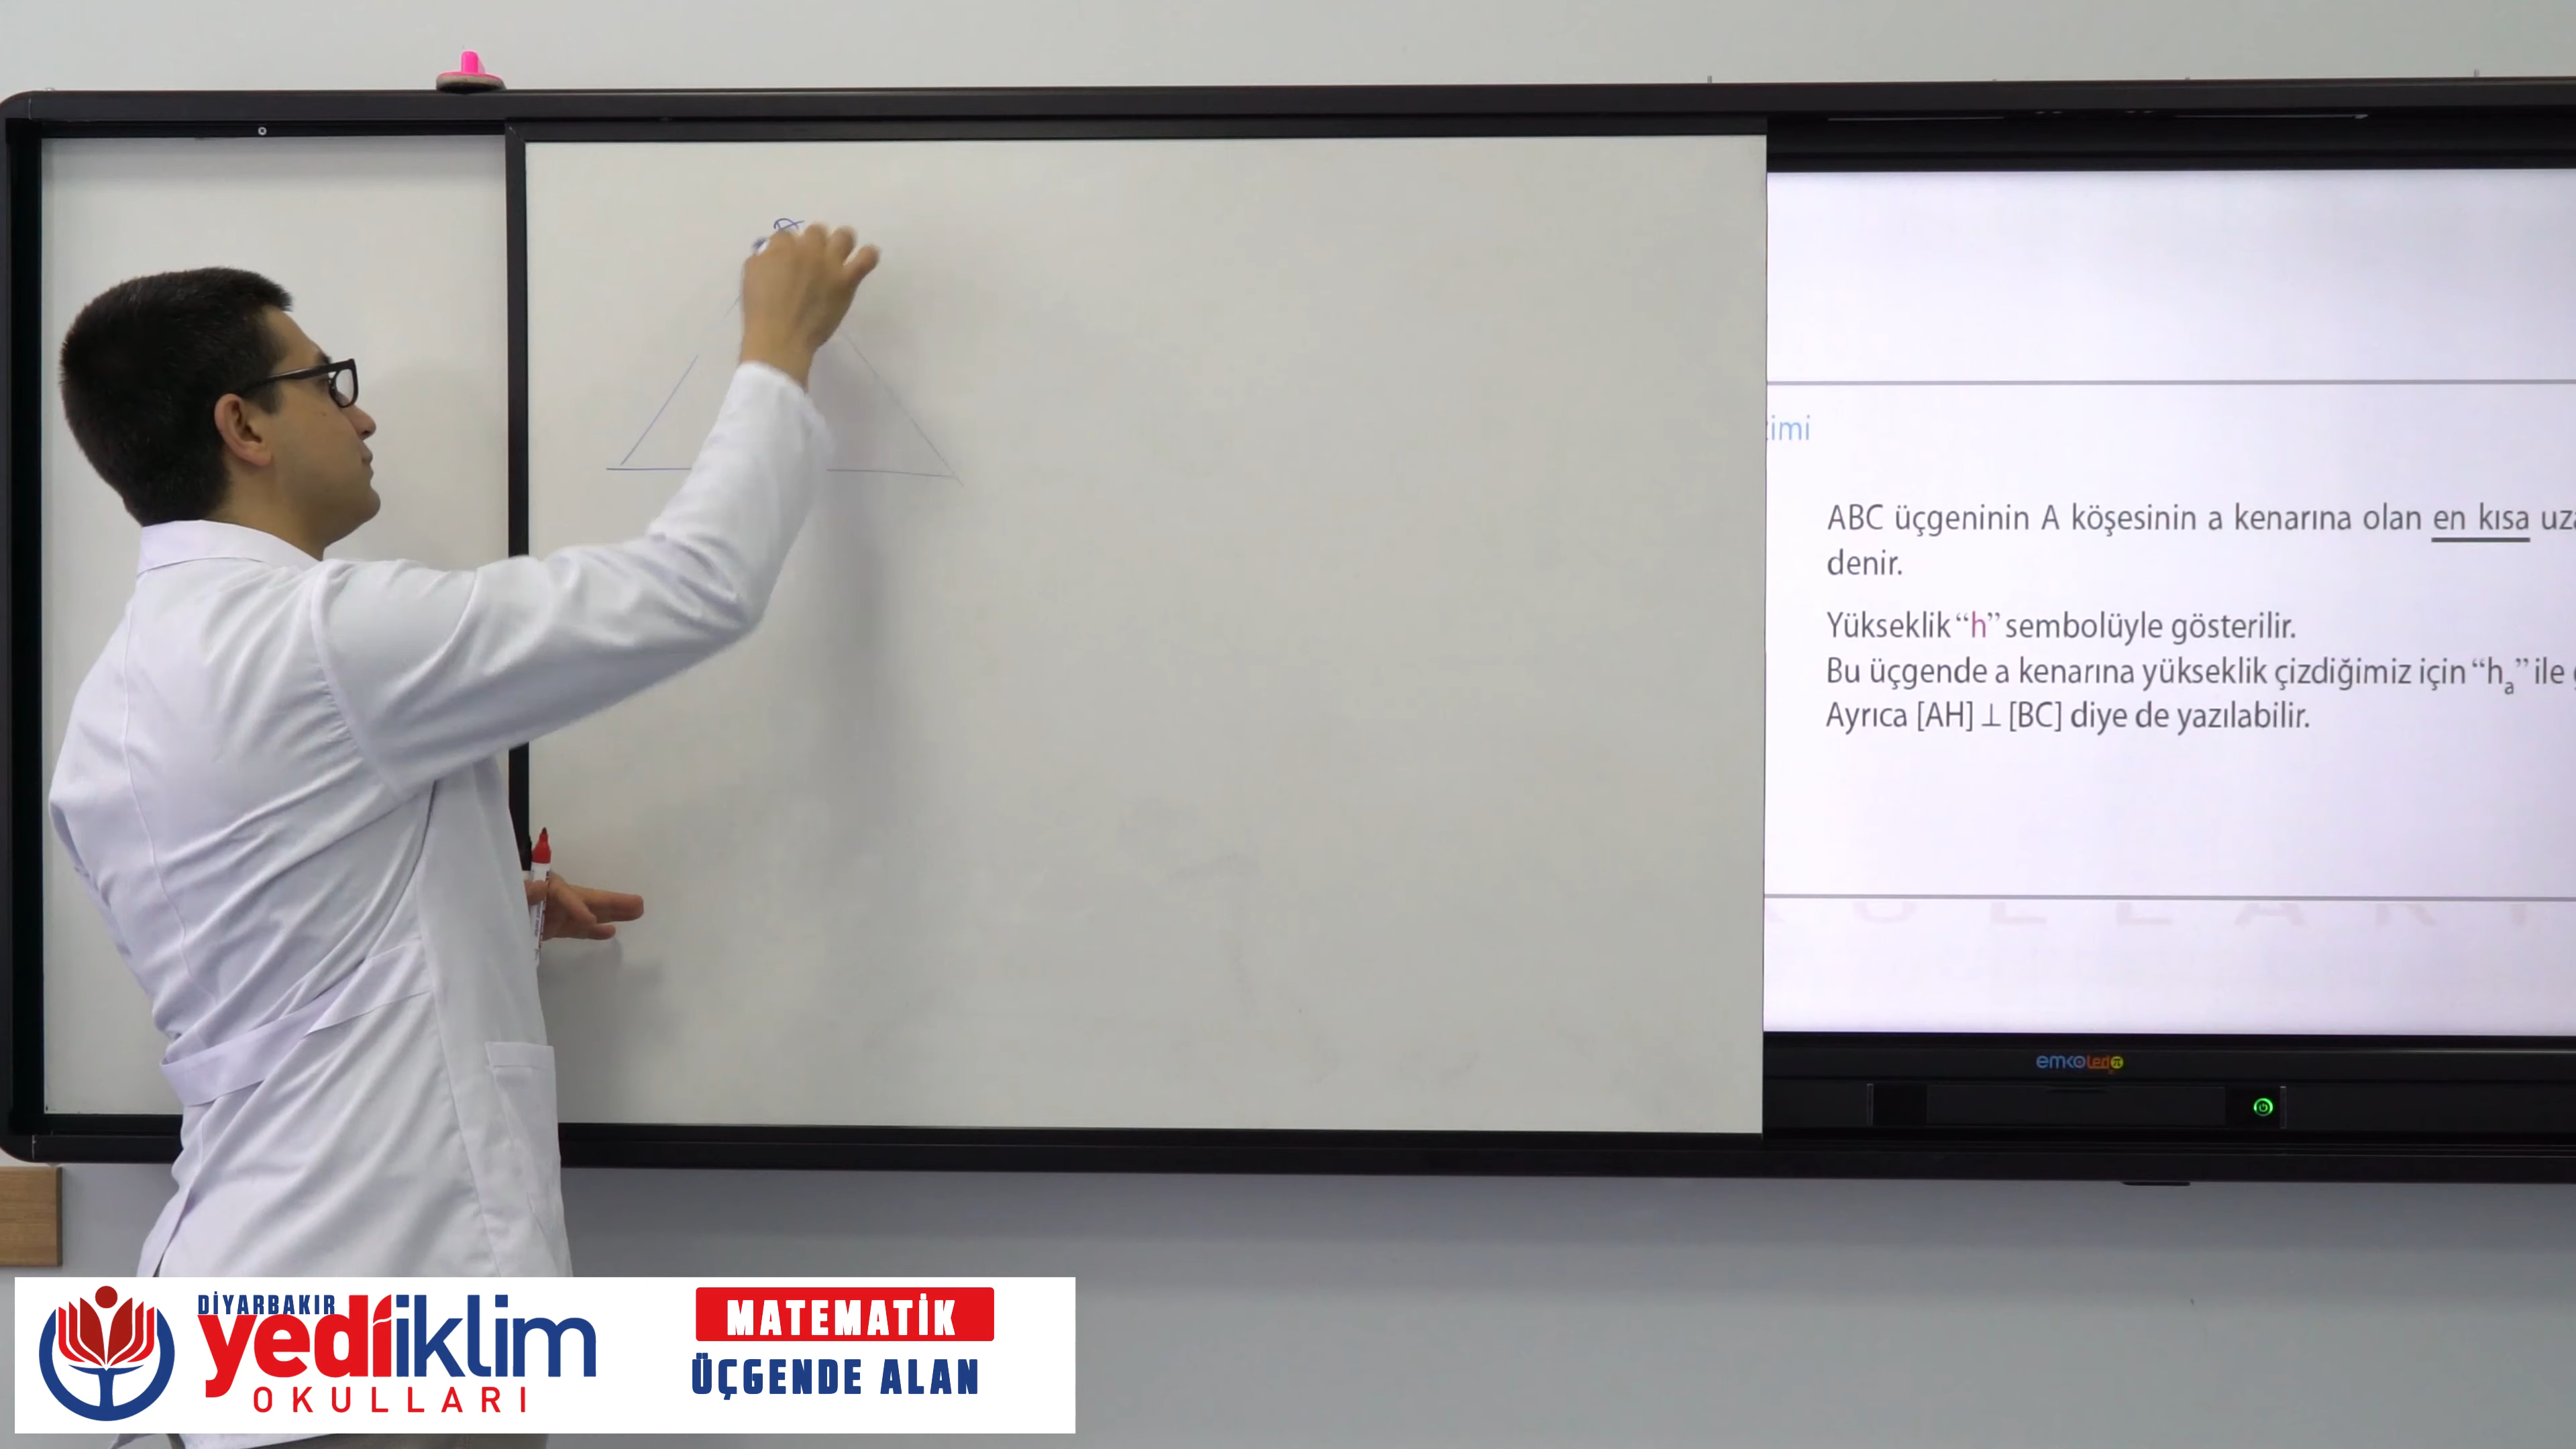 imi
ABC üçgeninin A köşesinin a kenarına olan en kısa
denir.
Yükseklik “h” sembolüyle gösterilir.
Bu üçgende a kenarına yükseklik çizdiğimiz için “hₐ” ile
Ayrıca [AH] ⊥ [BC] diye de yazılabilir.
emkoled π
DİYARBAKIR
yediiklim
OKULLARI
MATEMATİK
ÜÇGENDE ALAN